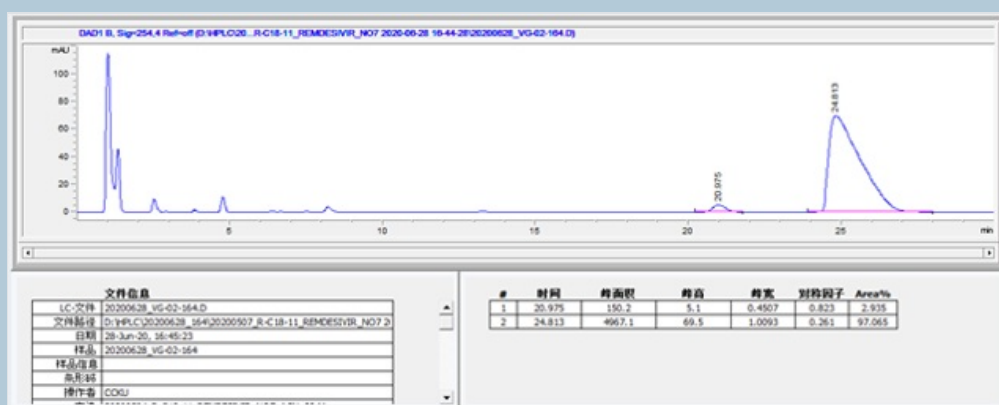 DAD1 B, Sig=254,4 Ref=off (D:\HPLC\20...R-C18-11_REMDESIVIR_NO7 2020-06-28 16-44-28\20200628_VG-02-164.D)
mAU
100
80
60
40
20
0
20.975
24.813
5 10 15 20 25 min
文件信息
LC-文件 20200628_VG-02-164.D
文件路径 D:\HPLC\20200628_164\20200507_R-C18-11_REMDESIVIR_NO7 2
日期 28-Jun-20, 16:45:23
样品 20200628_VG-02-164
样品信息
条形码
操作者
# 时间 峰面积 峰高 峰宽 对称因子 Area%
1 20.975 150.2 5.1 0.4507 0.823 2.935
2 24.813 4967.1 69.5 1.0093 0.261 97.065